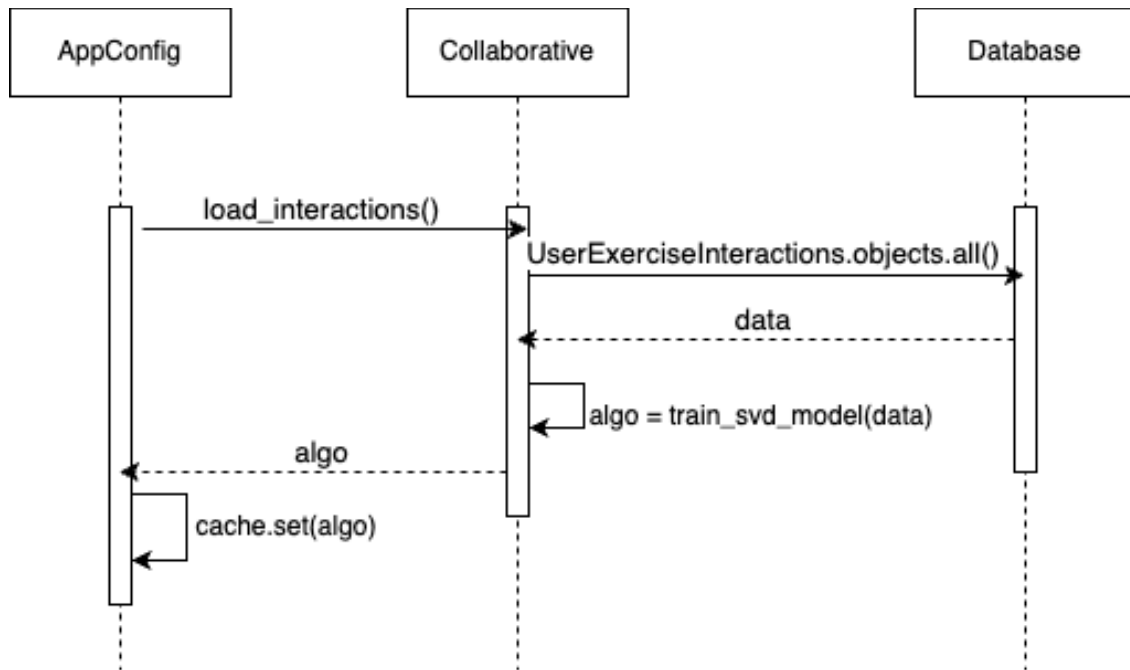 AppConfig
Collaborative
Database
load_interactions()
UserExerciseInteractions.objects.all()
data
algo = train_svd_model(data)
algo
cache.set(algo)